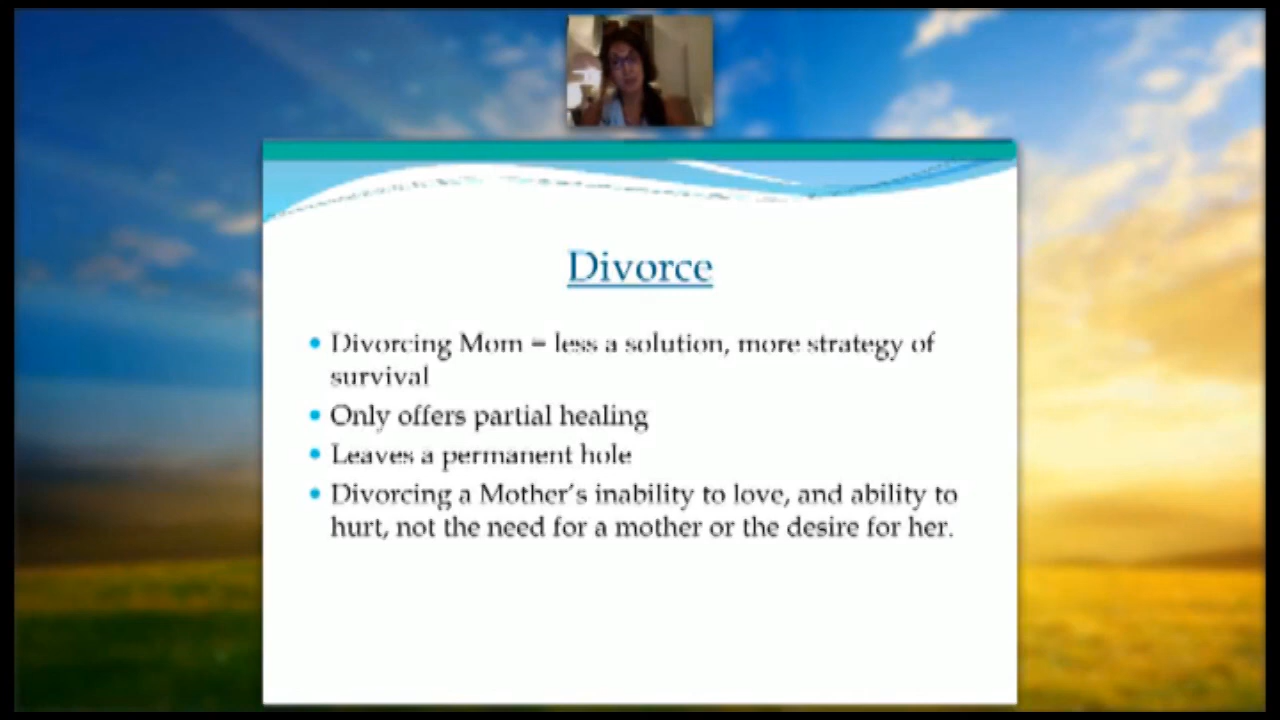 Divorce
• Divorcing Mom = less a solution, more strategy of
survival
• Only offers partial healing
• Leaves a permanent hole
• Divorcing a Mother's inability to love, and ability to
hurt, not the need for a mother or the desire for her.